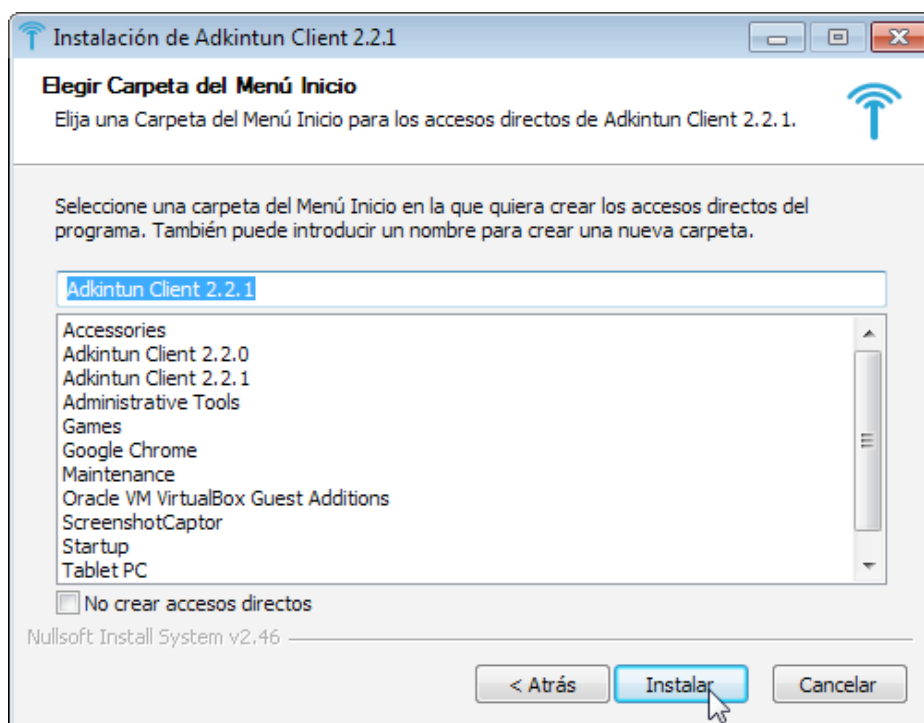 Instalación de Adkintun Client 2.2.1
Elegir Carpeta del Menú Inicio
Elija una Carpeta del Menú Inicio para los accesos directos de Adkintun Client 2.2.1.
Seleccione una carpeta del Menú Inicio en la que quiera crear los accesos directos del
programa. También puede introducir un nombre para crear una nueva carpeta.
Adkintun Client 2.2.1
Accessories
Adkintun Client 2.2.0
Adkintun Client 2.2.1
Administrative Tools
Games
Google Chrome
Maintenance
Oracle VM VirtualBox Guest Additions
ScreenshotCaptor
Startup
Tablet PC
No crear accesos directos
Nullsoft Install System v2.46
< Atrás
Instalar
Cancelar